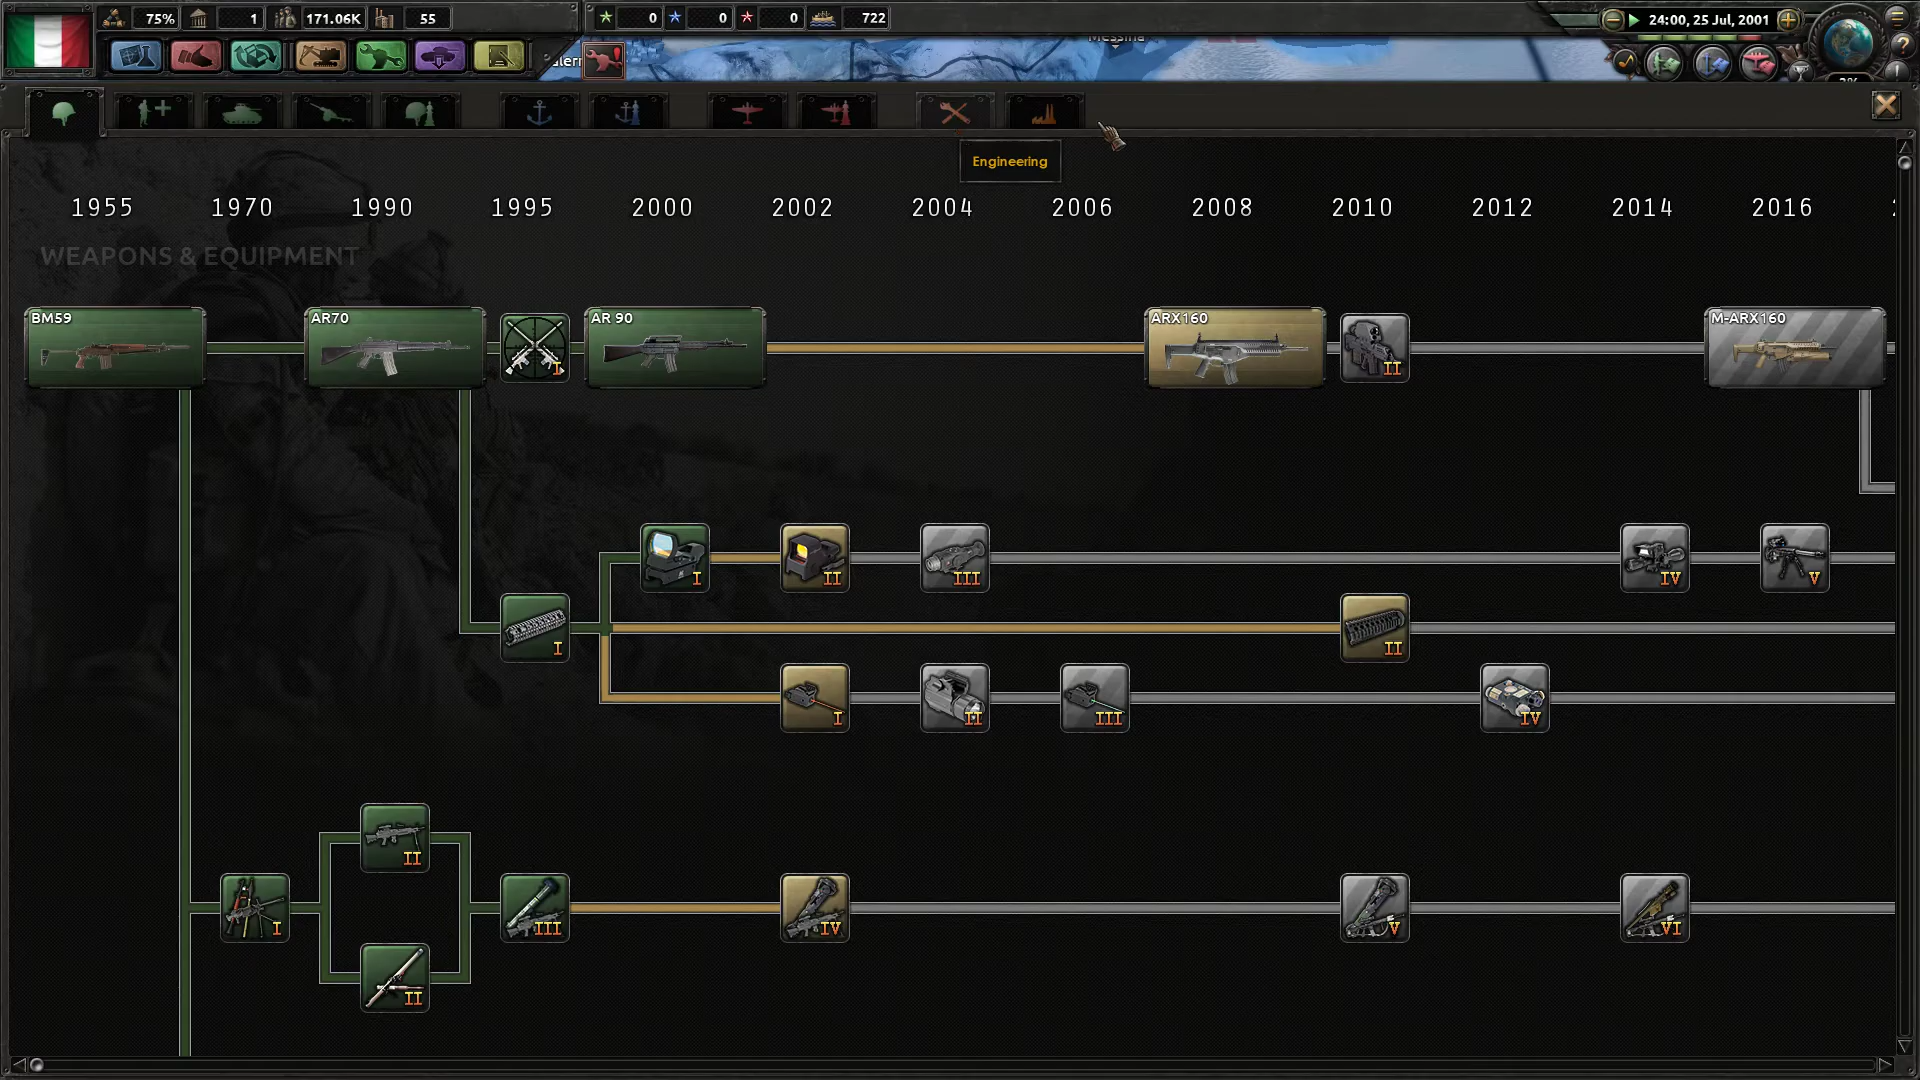 75%
1
171.06K
55
0
0
0
722
24:00, 25 Jul, 2001
Messina
Engineering
1955 1970 1990 1995 2000 2002 2004 2006 2008 2010 2012 2014 2016
WEAPONS & EQUIPMENT
BM59
AR70
I
AR 90
ARX160
II
M-ARX160
I
II
III
IV
V
I
II
I
II
III
IV
II
I
III
IV
V
VI
II